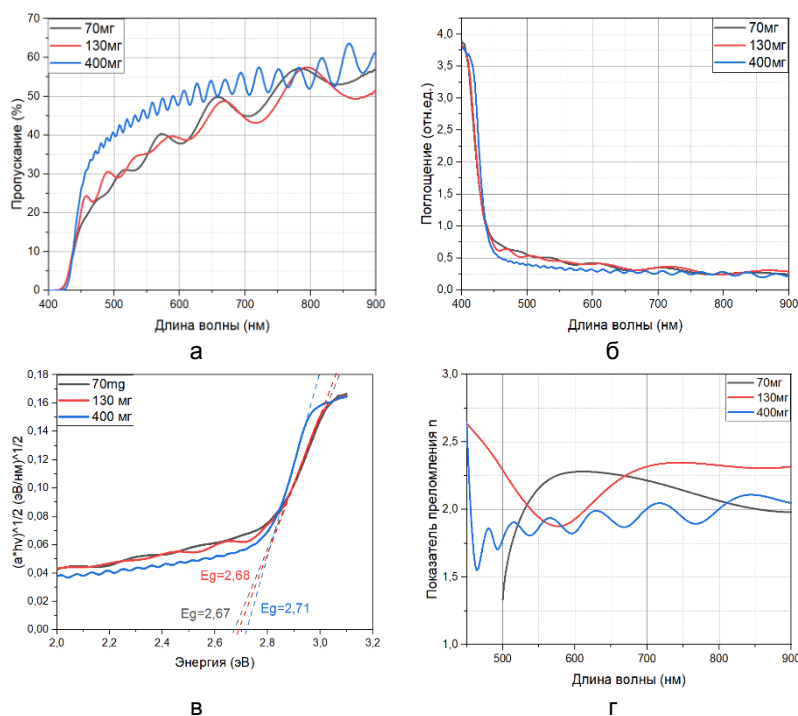 70мг
130мг
400мг
Пропускание (%)
70
60
50
40
30
20
10
0
400 500 600 700 800 900
Длина волны (нм)
а
70мг
130мг
400мг
Поглощение (отн.ед.)
4,0
3,5
3,0
2,5
2,0
1,5
1,0
0,5
0,0
400 500 600 700 800 900
Длина волны (нм)
б
70mg
130 мг
400 мг
(a*hv)^1/2 (эВ/нм)^1/2
0,18
0,16
0,14
0,12
0,10
0,08
0,06
0,04
0,02
0,00
Eg=2,68
Eg=2,67
Eg=2,71
2,0 2,2 2,4 2,6 2,8 3,0 3,2
Энергия (эВ)
в
70мг
130мг
400мг
Показатель преломления n
3,0
2,5
2,0
1,5
1,0
500 600 700 800 900
Длина волны (нм)
г